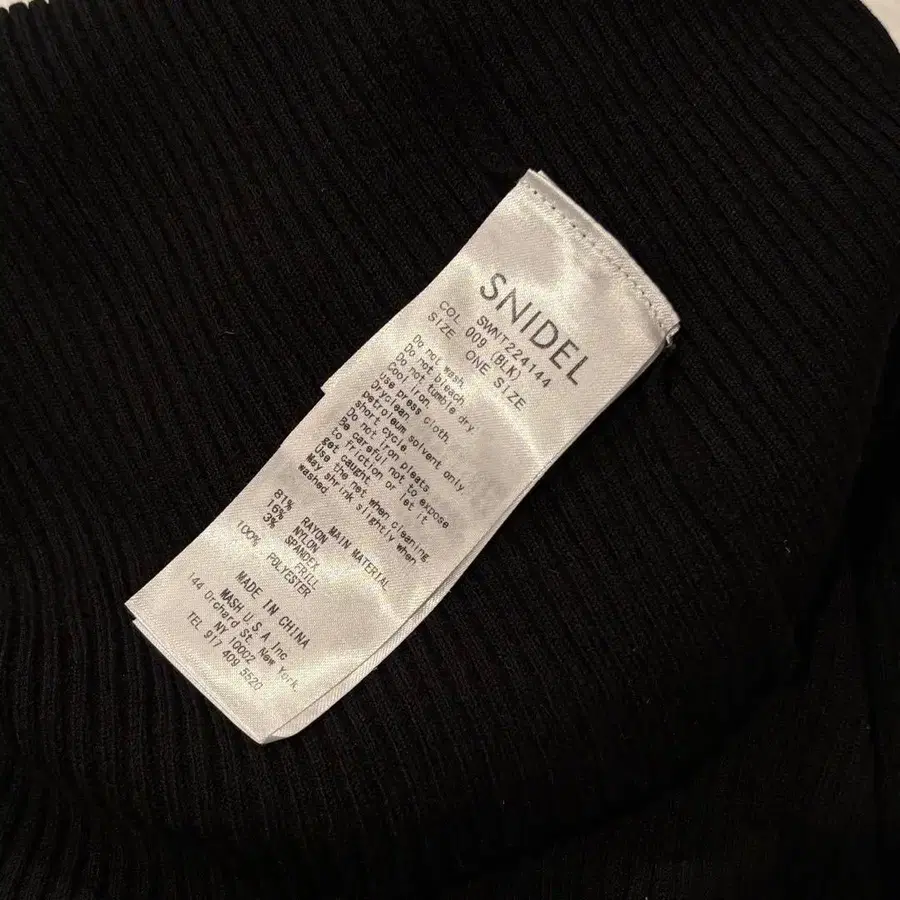 SNIDEL
SWNT224144
COL 009 (BLK)
SIZE ONE SIZE
Do not wash
Do not bleach
Do not tumble dry
Cool iron
use press cloth.
Dryclean.
petroleum solvent only
short cycle.
Do not iron pleats
Be careful not to expose
to friction or let it
get caught.
Use the net when cleaning
May shrink slightly when
washed.
MAIN MATERIAL
81% RAYON
16% NYLON
3% SPANDEX
FRILL
100% POLYESTER
MADE IN CHINA
MASH U.S.A Inc
144 Orchard St. New York,
NY 10002
TEL 917 409 5520